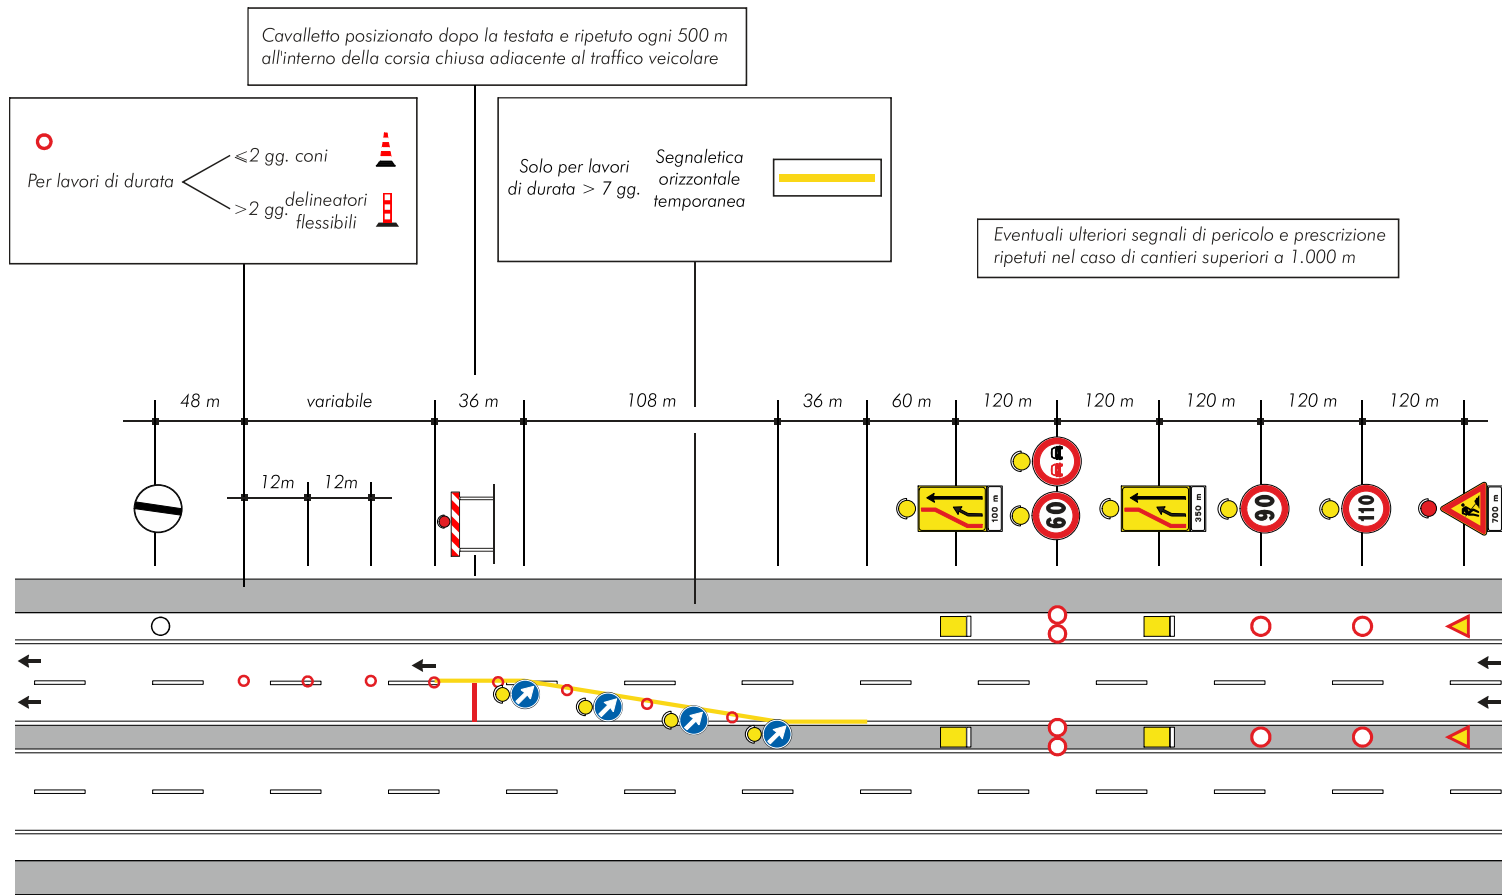 Cavalletto posizionato dopo la testata e ripetuto ogni 500 m
all'interno della corsia chiusa adiacente al traffico veicolare
Per lavori di durata
⩽2 gg. coni
>2 gg. delineatori
flessibili
Solo per lavori
di durata > 7 gg.
Segnaletica
orizzontale
temporanea
Eventuali ulteriori segnali di pericolo e prescrizione
ripetuti nel caso di cantieri superiori a 1.000 m
48 m
variabile
36 m
108 m
36 m
60 m
120 m
120 m
120 m
120 m
120 m
12m
12m
100 m
60
350 m
90
110
700 m